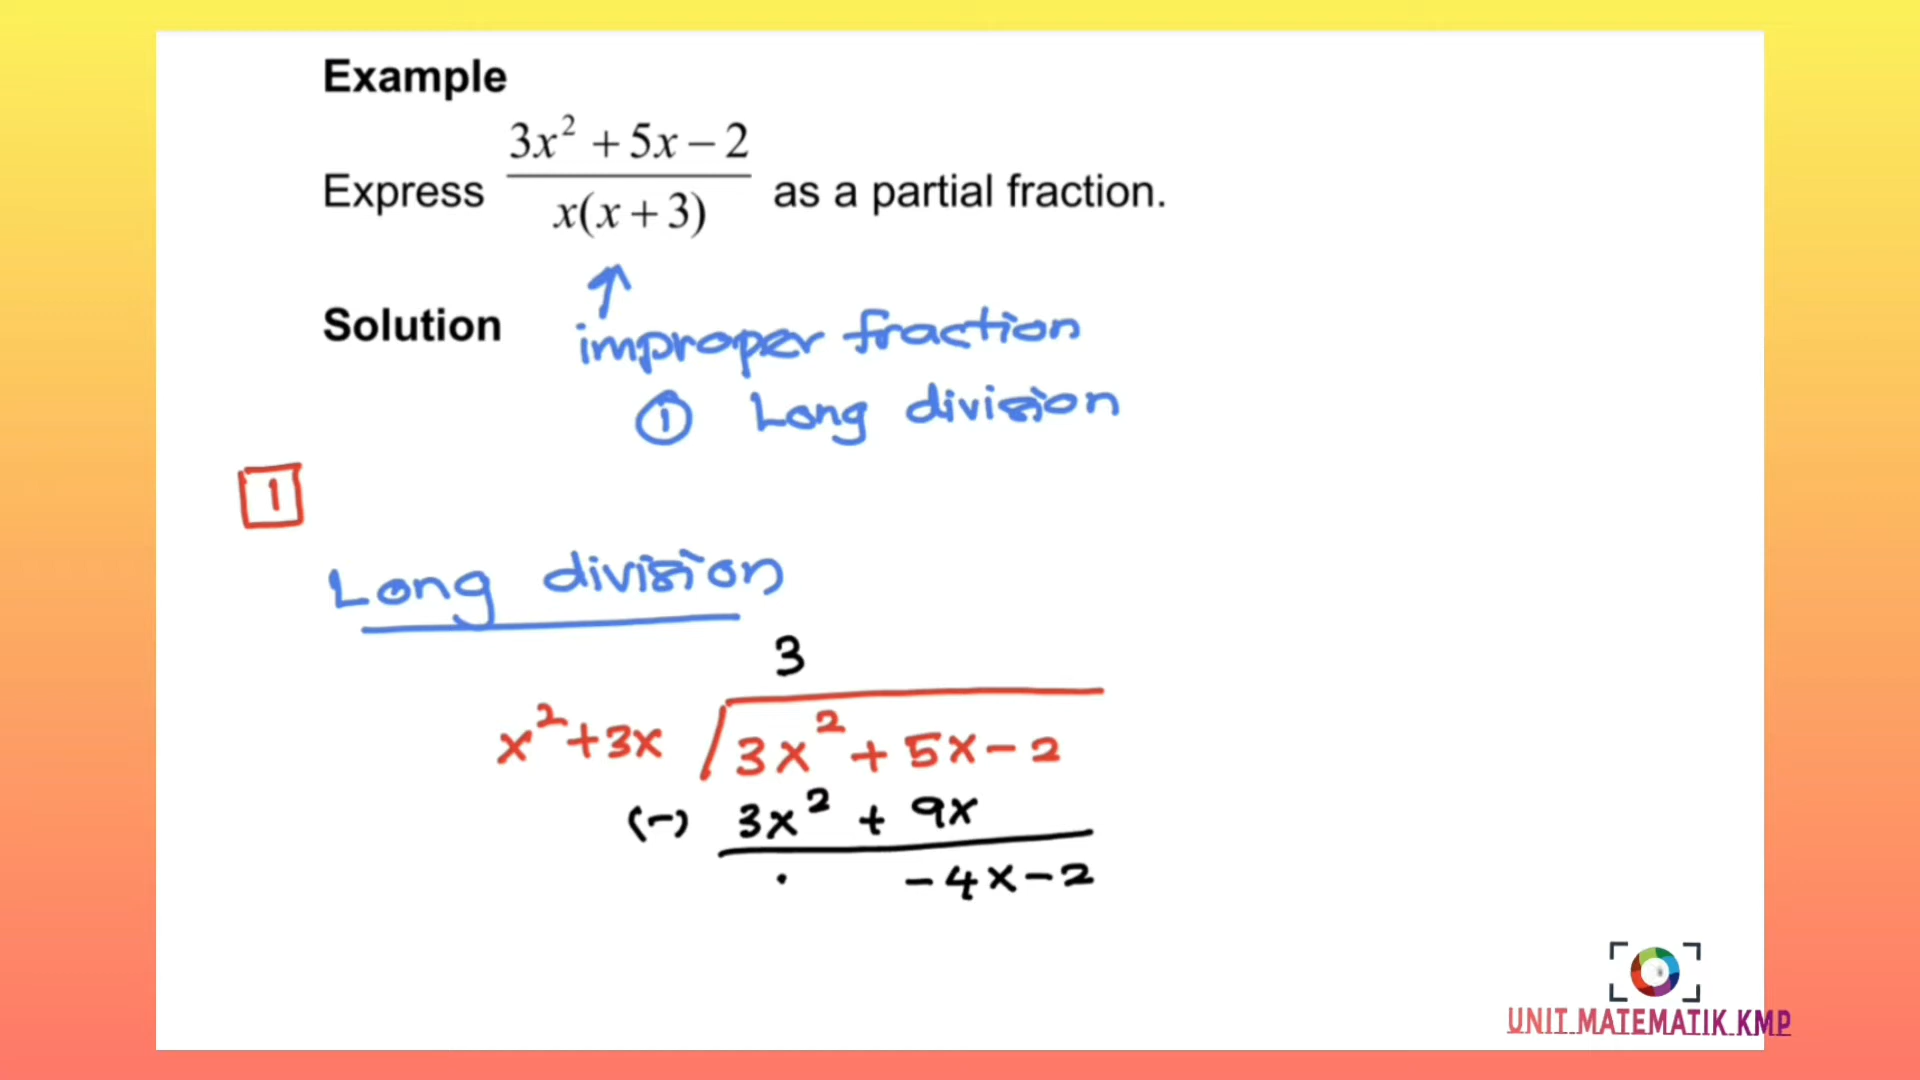 Example
Express 3x² + 5x − 2 / x(x + 3) as a partial fraction.
Solution
↑
improper fraction
① Long division
1
Long division
3
x²+3x 3x² + 5x − 2
(−) 3x² + 9x
− 4x − 2
UNIT.MATEMATIK.KMP